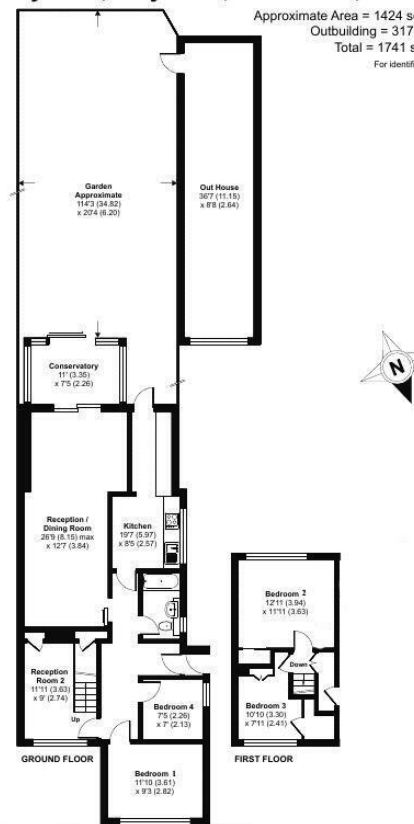 Approximate Area = 1424 s
Outbuilding = 317
Total = 1741 s
For identifi
Garden
Approximate
114'3 (34.82)
x 20'4 (6.20)
Out House
36'7 (11.15)
x 8'8 (2.64)
Conservatory
11' (3.35)
x 7'5 (2.26)
N
Reception /
Dining Room
26'9 (8.15) max
x 12'7 (3.84)
Kitchen
19'7 (5.97)
x 8'5 (2.57)
Bedroom 2
12'11 (3.94)
x 11'11 (3.63)
Down
Reception
Room 2
11'11 (3.63)
x 9' (2.74)
Up
Bedroom 4
7'5 (2.26)
x 7' (2.13)
Bedroom 3
10'10 (3.30)
x 7'11 (2.41)
GROUND FLOOR
FIRST FLOOR
Bedroom 1
11'10 (3.61)
x 9'3 (2.82)